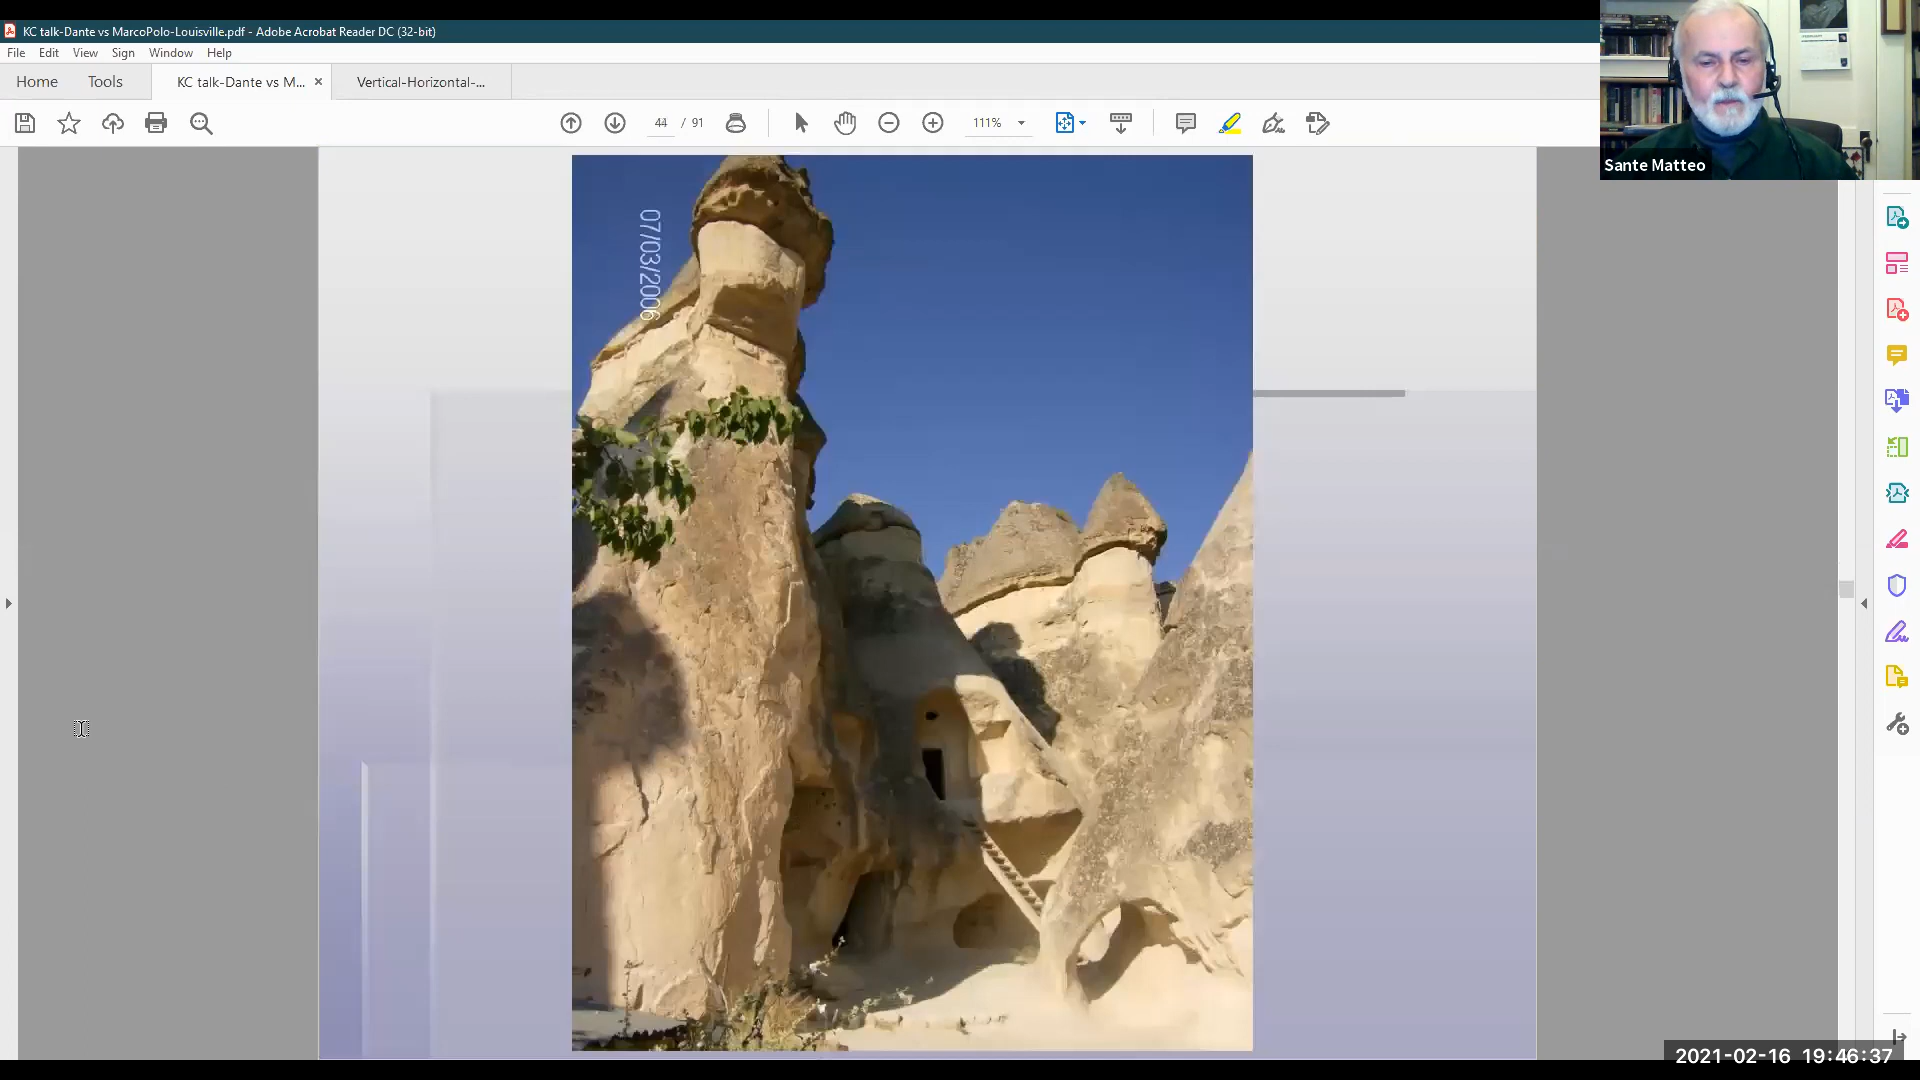 KC talk-Dante vs MarcoPolo-Louisville.pdf - Adobe Acrobat Reader DC (32-bit)
File Edit View Sign Window Help
Home Tools KC talk-Dante vs M... × Vertical-Horizontal-...
44 / 91 111%
Sante Matteo
07/03/2006
2021-02-16 19:46:37